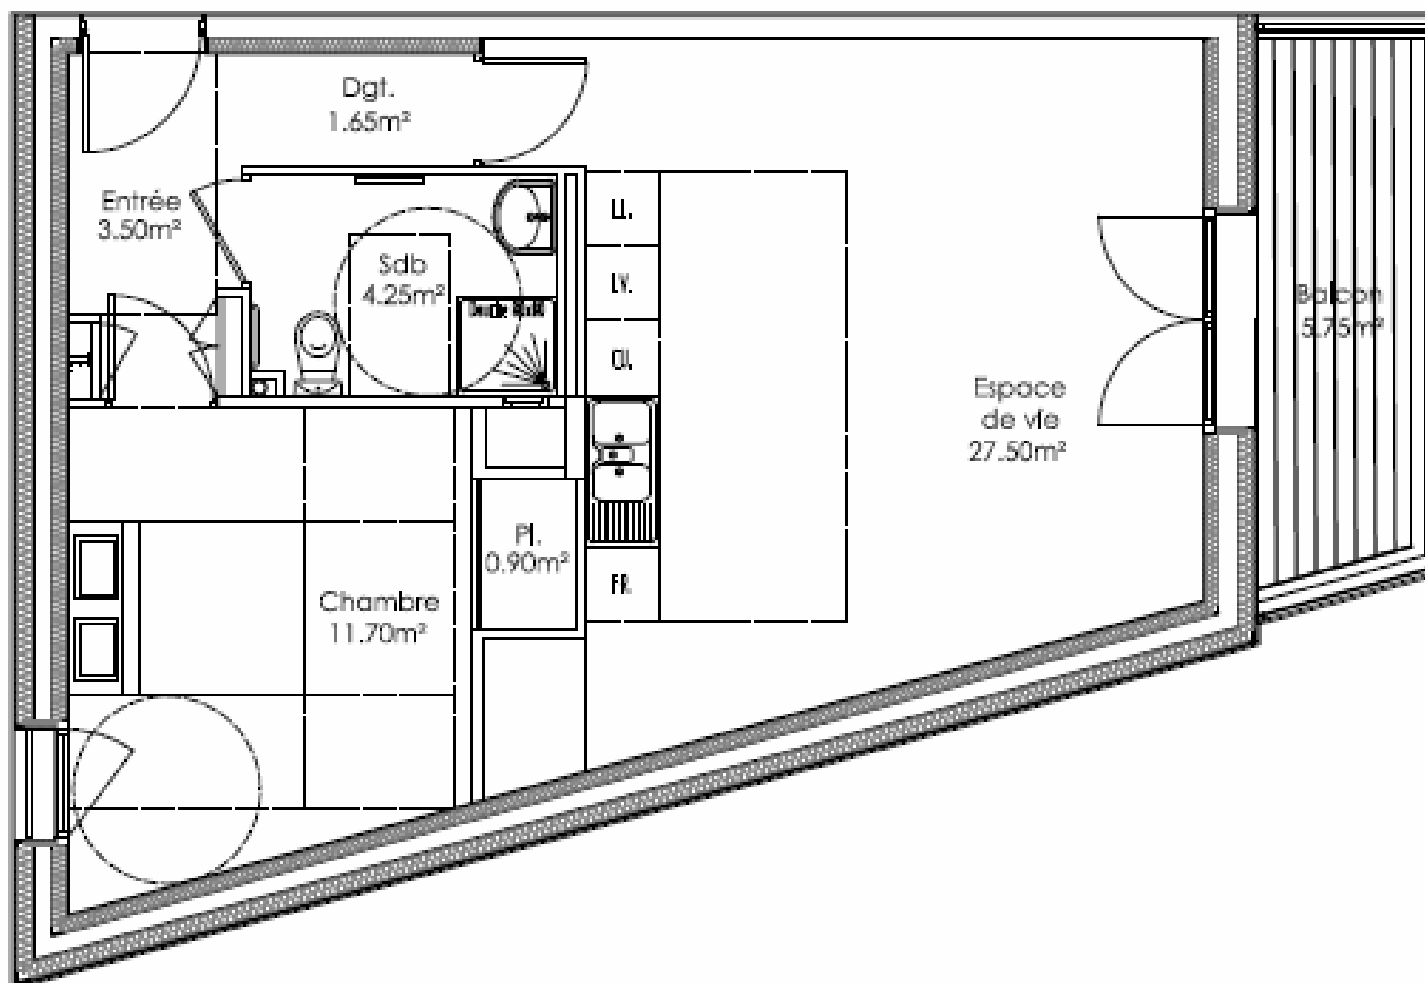 Dgt.
1.65m²
Entrée
3.50m²
Sdb
4.25m²
LL.
LV.
CU.
FR.
Balcon
5.75m²
Espace
de vie
27.50m²
Pl.
0.90m²
Chambre
11.70m²